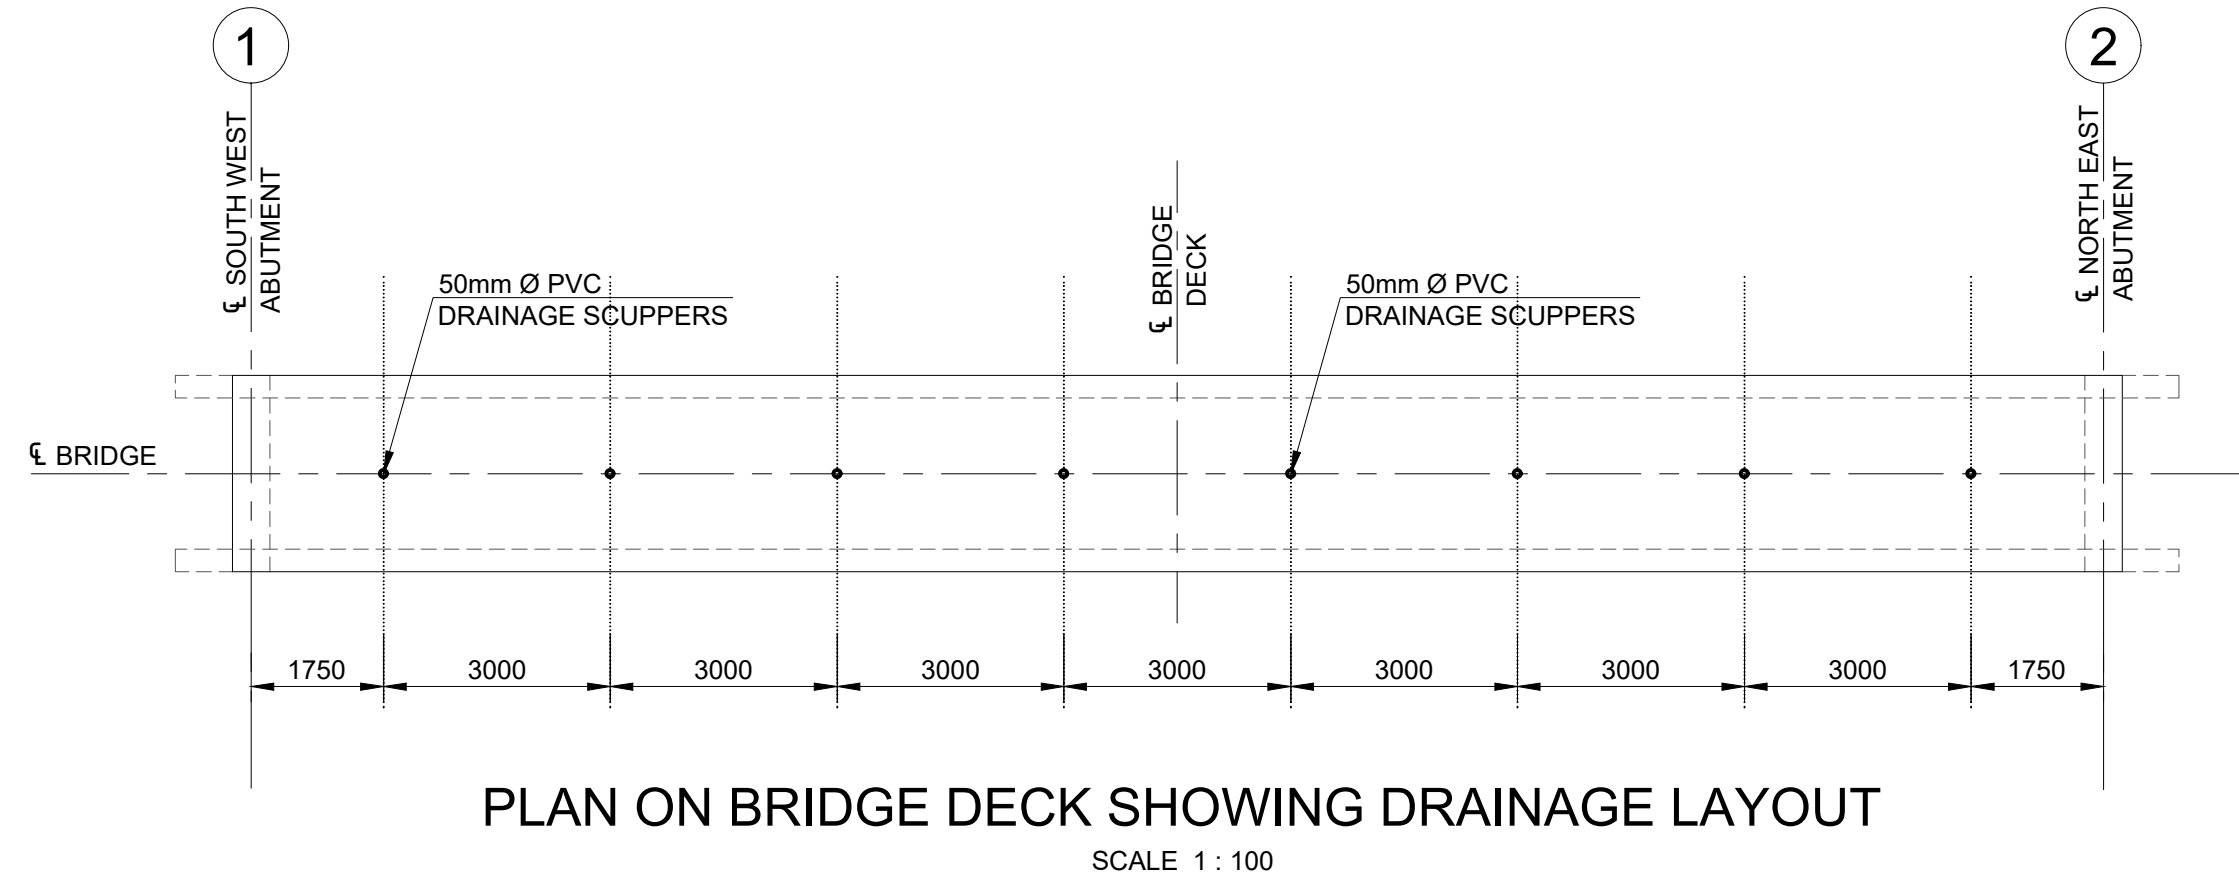 1
2
℄ SOUTH WEST
ABUTMENT
℄ BRIDGE
DECK
℄ NORTH EAST
ABUTMENT
50mm Ø PVC
DRAINAGE SCUPPERS
50mm Ø PVC
DRAINAGE SCUPPERS
℄ BRIDGE
1750 3000 3000 3000 3000 3000 3000 3000 1750
PLAN ON BRIDGE DECK SHOWING DRAINAGE LAYOUT
SCALE 1 : 100